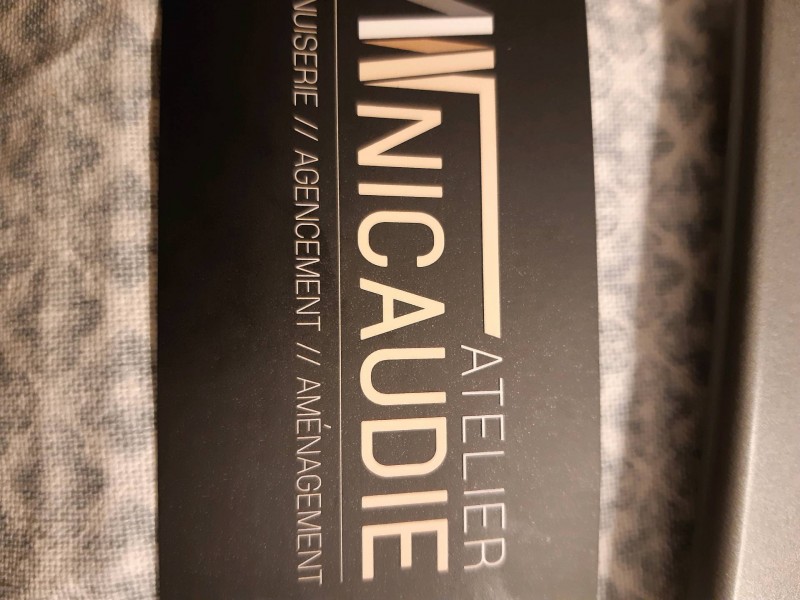 ATELIER
NICAUDIE
NUISERIE // AGENCEMENT // AMÉNAGEMENT